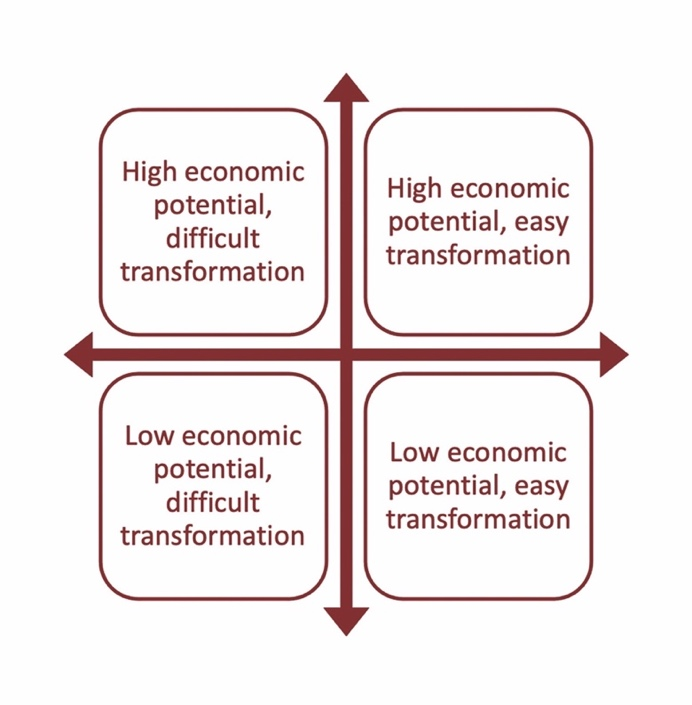 High economic
potential,
difficult
transformation
High economic
potential, easy
transformation
Low economic
potential,
difficult
transformation
Low economic
potential, easy
transformation